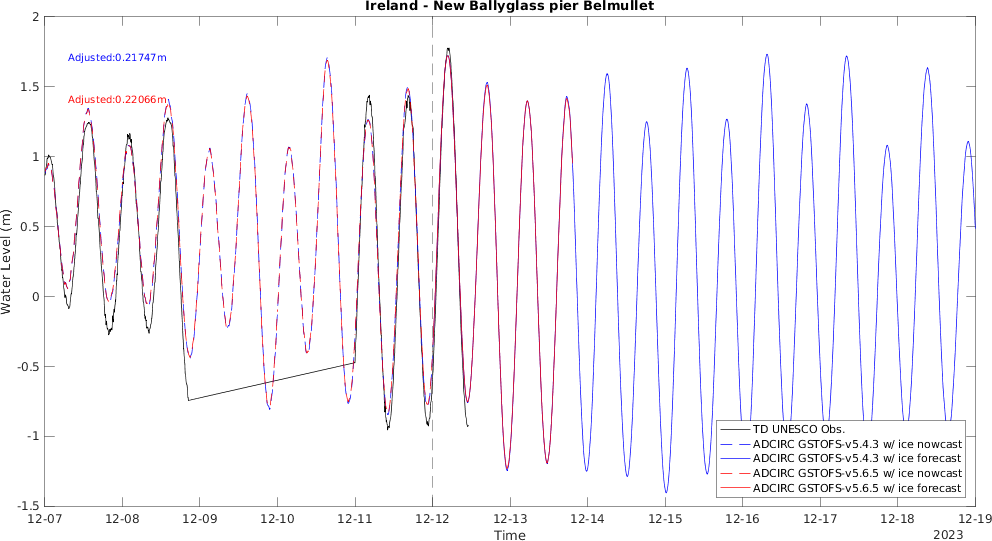 Ireland - New Ballyglass pier Belmullet
Adjusted:0.21747m
Adjusted:0.22066m
Water Level (m)
2
1.5
1
0.5
0
-0.5
-1
-1.5
TD UNESCO Obs.
ADCIRC GSTOFS-v5.4.3 w/ ice nowcast
ADCIRC GSTOFS-v5.4.3 w/ ice forecast
ADCIRC GSTOFS-v5.6.5 w/ ice nowcast
ADCIRC GSTOFS-v5.6.5 w/ ice forecast
12-07 12-08 12-09 12-10 12-11 12-12 12-13 12-14 12-15 12-16 12-17 12-18 12-19
Time
2023